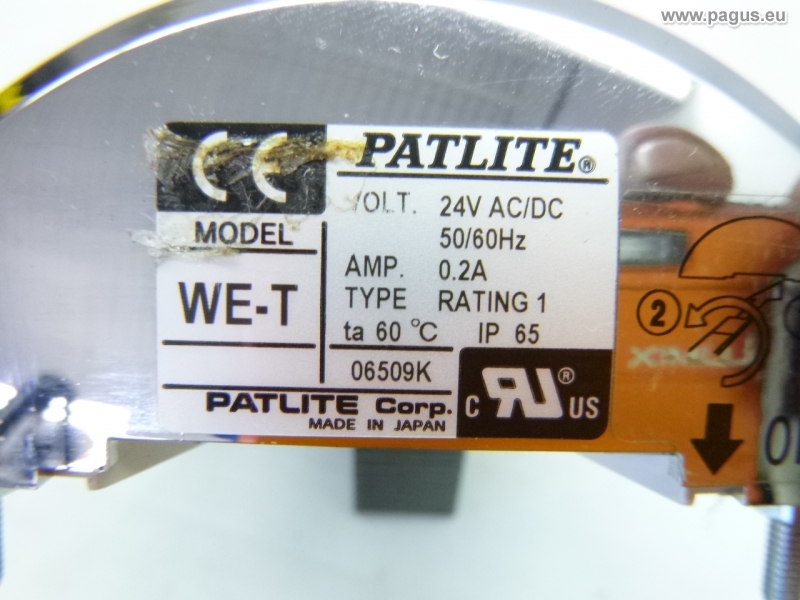 www.pagus.eu
CE
PATLITE®
VOLT. 24V AC/DC
50/60Hz
MODEL
WE-T
AMP. 0.2A
TYPE RATING 1
ta 60 °C IP 65
06509K
PATLITE Corp.
MADE IN JAPAN
C RU® US
2